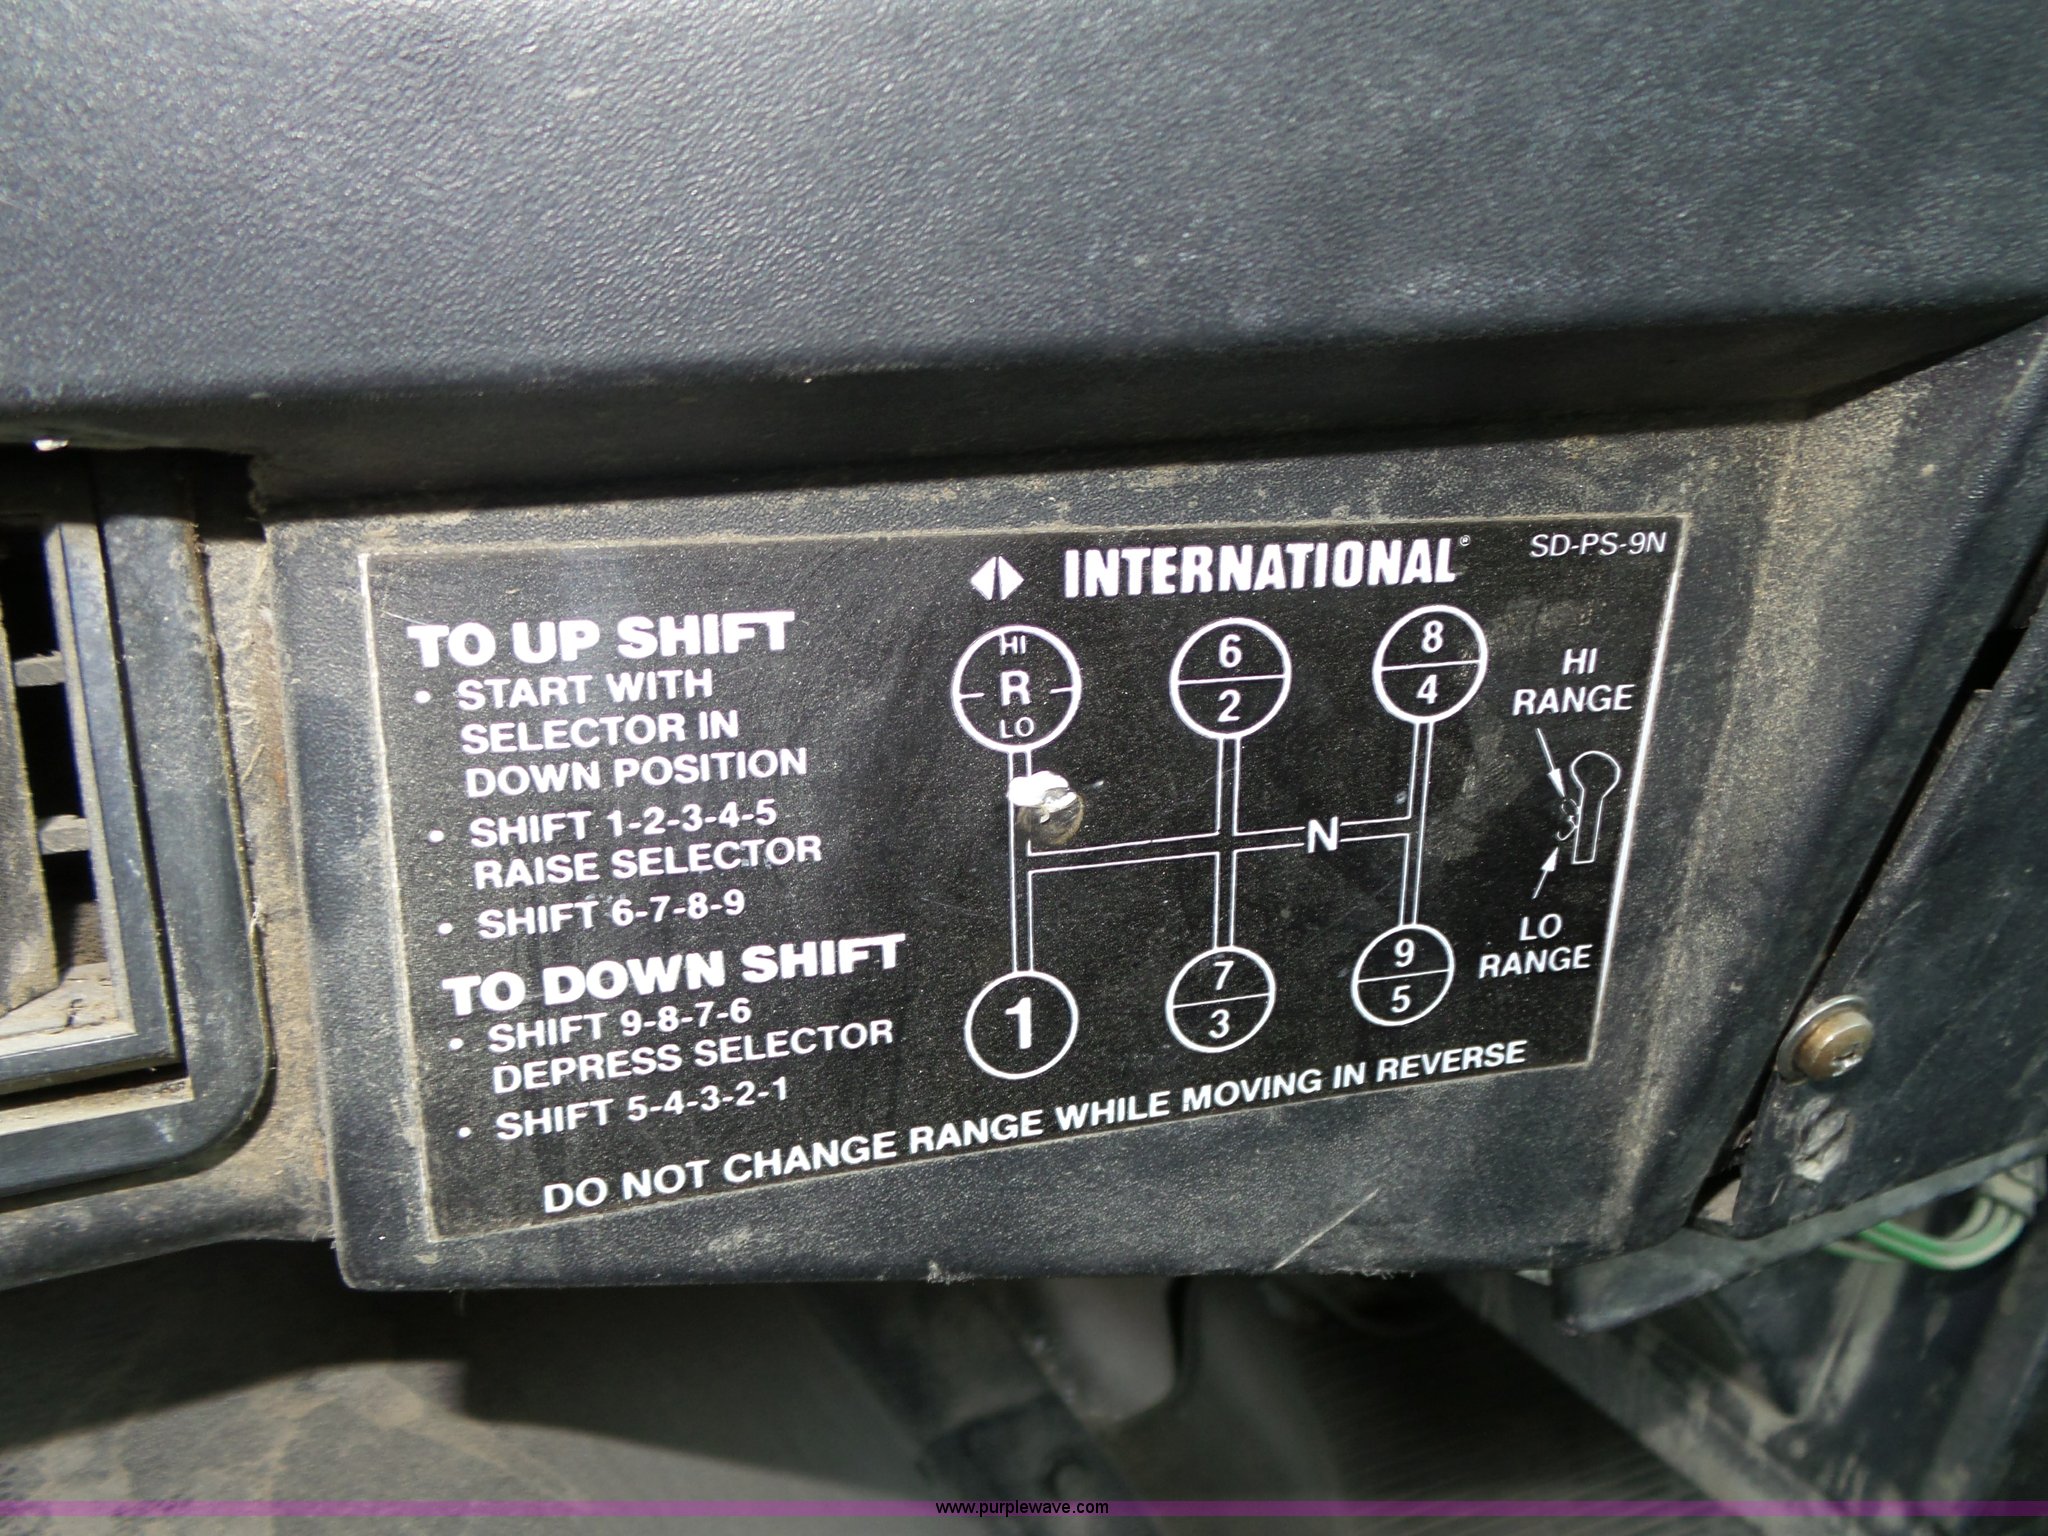 INTERNATIONAL®
SD-PS-9N
TO UP SHIFT
• START WITH
SELECTOR IN
DOWN POSITION
• SHIFT 1-2-3-4-5
RAISE SELECTOR
• SHIFT 6-7-8-9
TO DOWN SHIFT
• SHIFT 9-8-7-6
DEPRESS SELECTOR
• SHIFT 5-4-3-2-1
HI
R
LO
6
2
8
4
N
1
7
3
9
5
HI
RANGE
LO
RANGE
DO NOT CHANGE RANGE WHILE MOVING IN REVERSE
www.purplewave.com